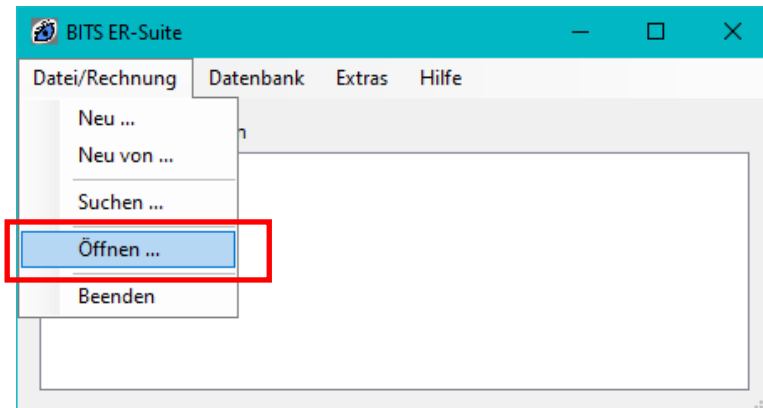 BITS ER-Suite
Datei/Rechnung Datenbank Extras Hilfe
Neu ...
Neu von ...
Suchen ...
Öffnen ...
Beenden